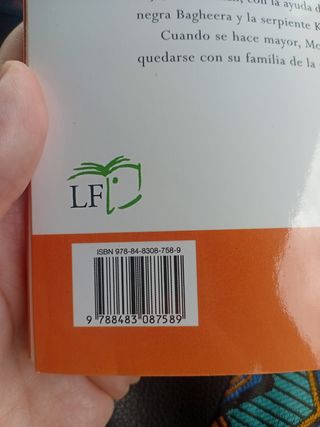 con la ayuda d
negra Bagheera y la serpiente K
Cuando se hace mayor, Mo
quedarse con su familia de la
LF
ISBN 978-84-8308-758-9
9 788483 087589